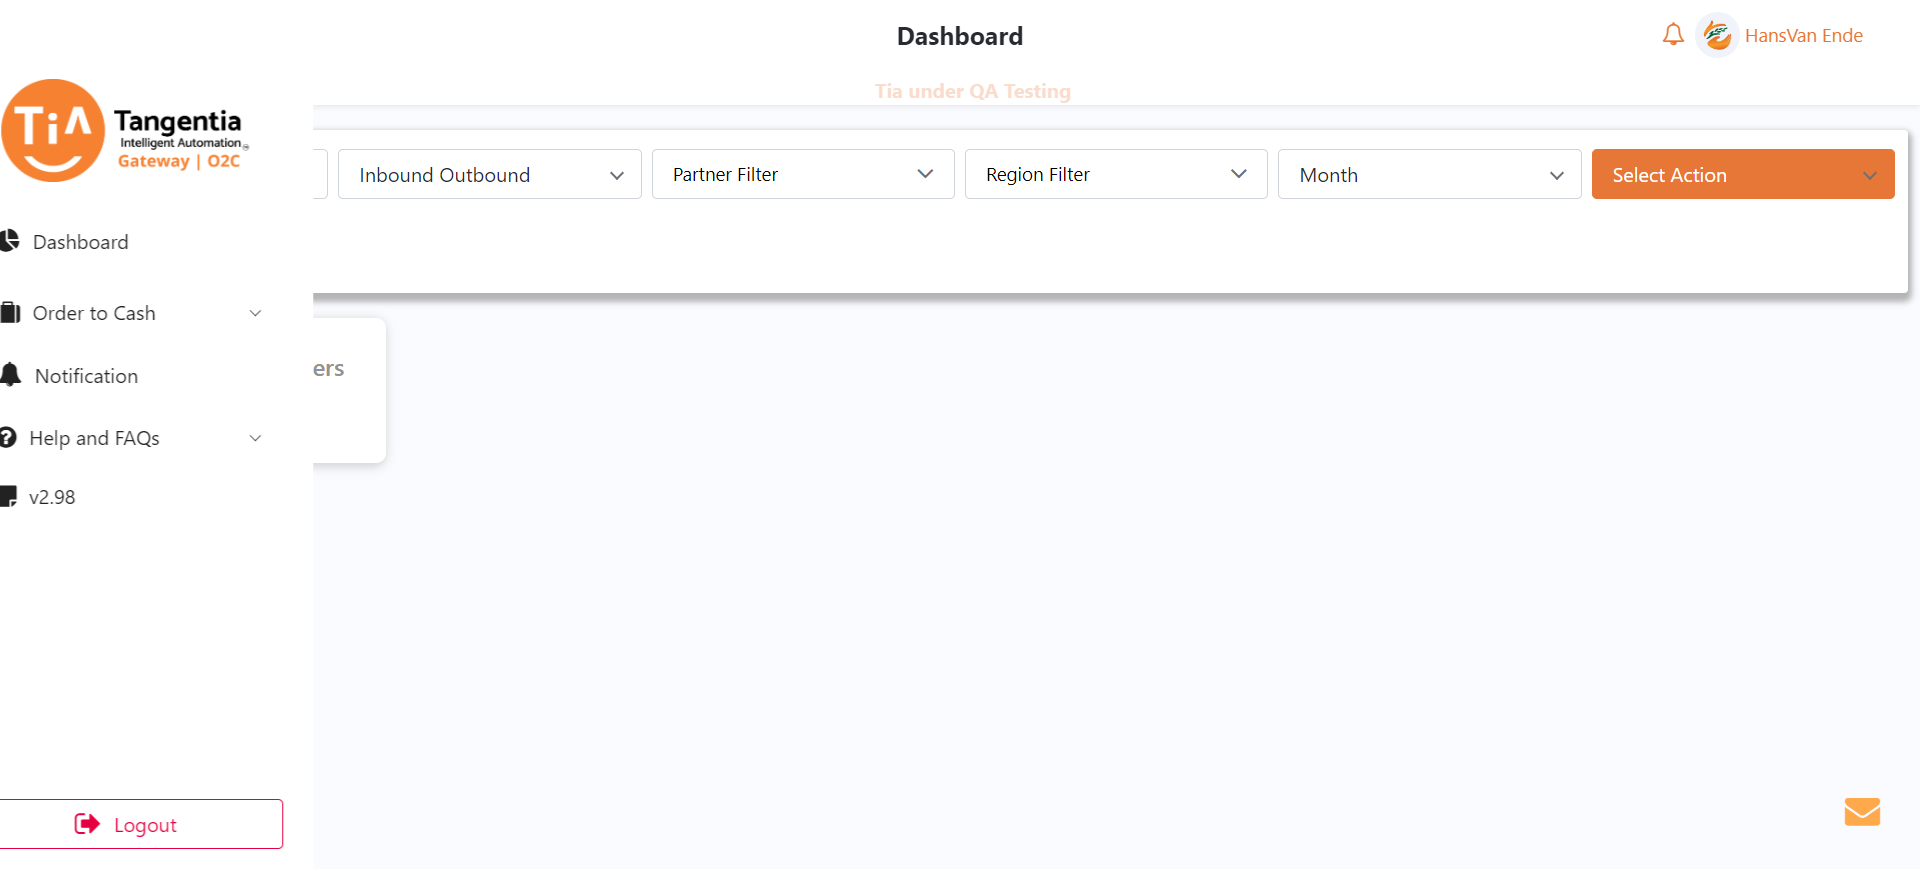 Dashboard
HansVan Ende
Tia under QA Testing
TiA
Tangentia
Intelligent Automation
Gateway | O2C
Inbound Outbound
Partner Filter
Region Filter
Month
Select Action
Dashboard
Order to Cash
ers
Notification
Help and FAQs
v2.98
Logout